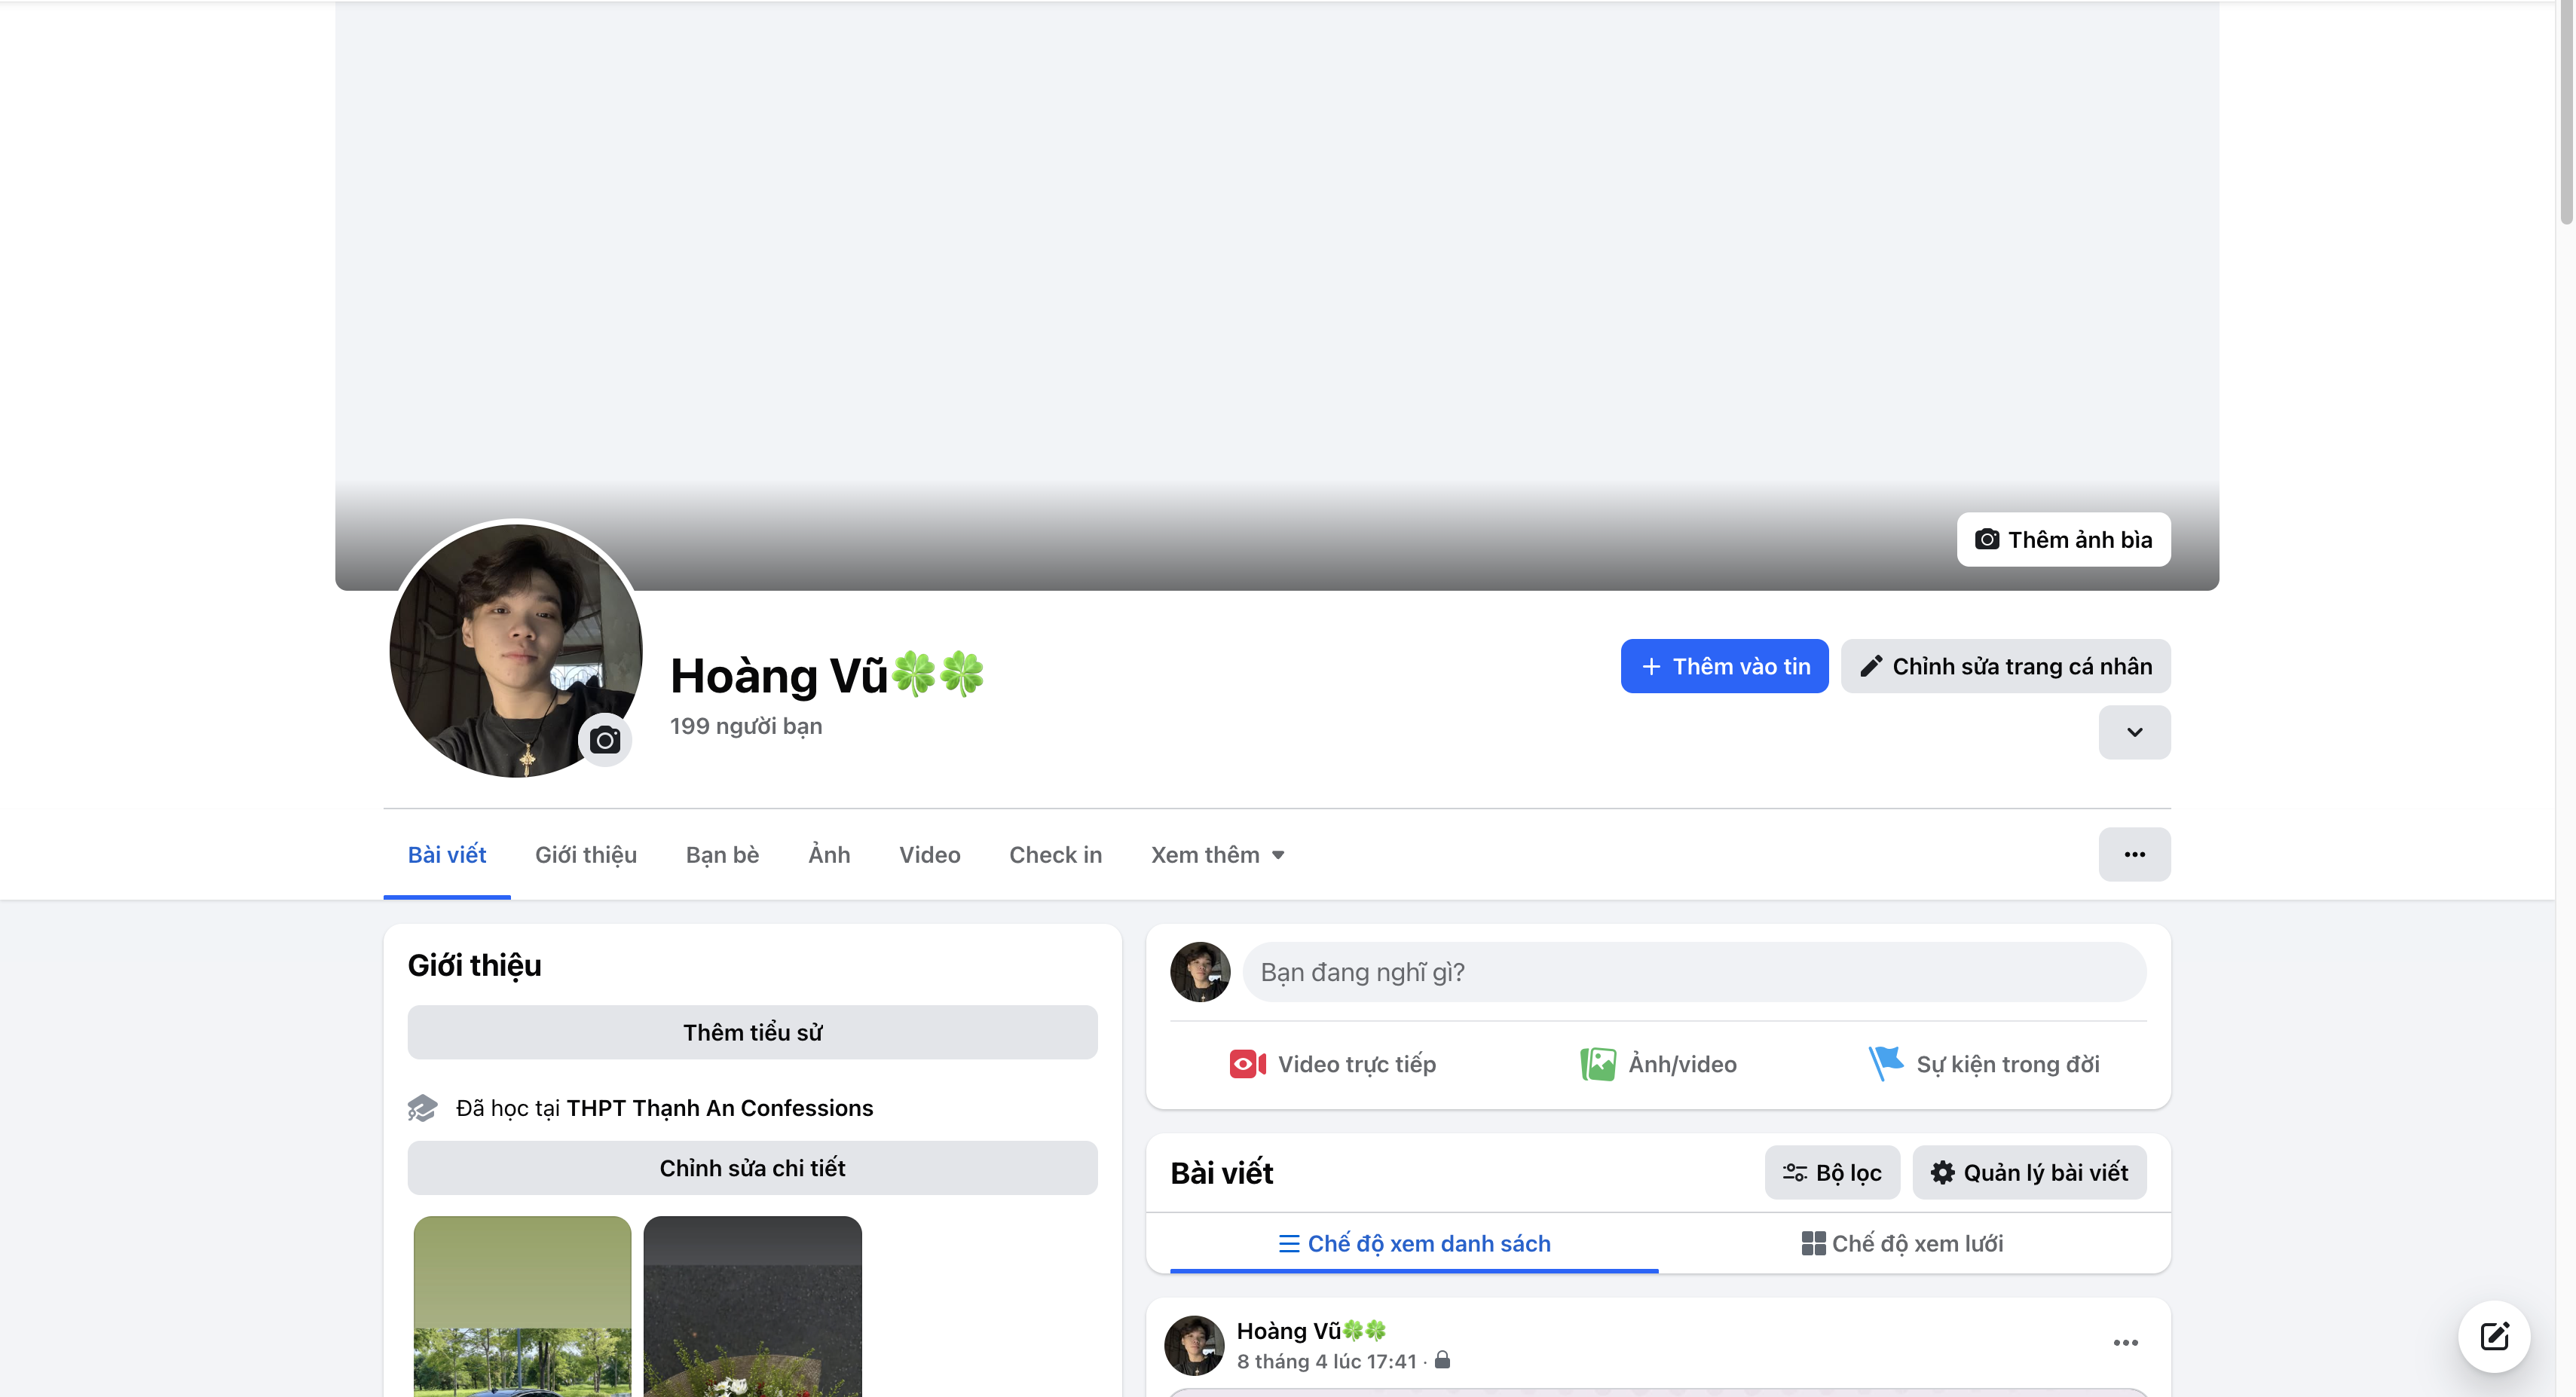 Thêm ảnh bìa
Hoàng Vũ🍀🍀
199 người bạn
Thêm vào tin
Chỉnh sửa trang cá nhân
Bài viết
Giới thiệu
Bạn bè
Ảnh
Video
Check in
Xem thêm
Giới thiệu
Thêm tiểu sử
Đã học tại THPT Thạnh An Confessions
Chỉnh sửa chi tiết
Bạn đang nghĩ gì?
Video trực tiếp
Ảnh/video
Sự kiện trong đời
Bài viết
Bộ lọc
Quản lý bài viết
Chế độ xem danh sách
Chế độ xem lưới
Hoàng Vũ🍀🍀
8 tháng 4 lúc 17:41 ·